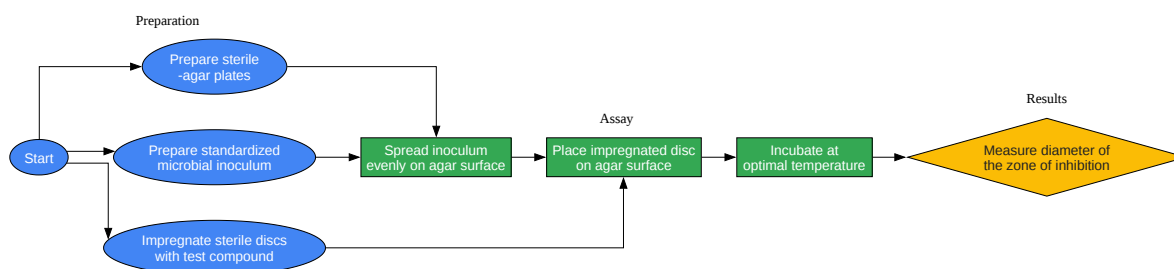 Preparation
Prepare sterile
-agar plates
Start
Prepare standardized
microbial inoculum
Impregnate sterile discs
with test compound
Assay
Spread inoculum
evenly on agar surface
Place impregnated disc
on agar surface
Incubate at
optimal temperature
Results
Measure diameter of
the zone of inhibition